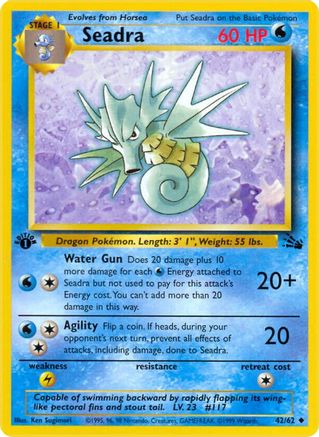 STAGE 1
Evolves from Horsea
Put Seadra on the Basic Pokémon
Seadra
60 HP
EDITION
1
Dragon Pokémon. Length: 3' 1", Weight: 55 lbs.
Water Gun Does 20 damage plus 10
more damage for each Energy attached
to Seadra but not used to pay for this attack's
Energy cost. You can't add more than 20
damage in this way.
20+
Agility Flip a coin. If heads, during your
opponent's next turn, prevent all effects of
attacks, including damage, done to Seadra.
20
weakness
resistance
retreat cost
Capable of swimming backward by rapidly flapping its wing-
like pectoral fins and stout tail. LV. 23 #117
Illus. Ken Sugimori
©1995, 96, 98 Nintendo, Creatures, GAMEFREAK. ©1999 Wizards.
42/62